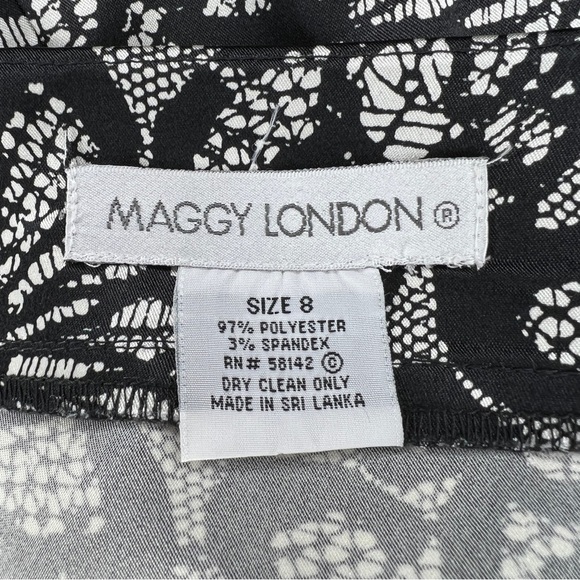 MAGGY LONDON ®
SIZE 8
97% POLYESTER
3% SPANDEX
RN# 58142 ©
DRY CLEAN ONLY
MADE IN SRI LANKA